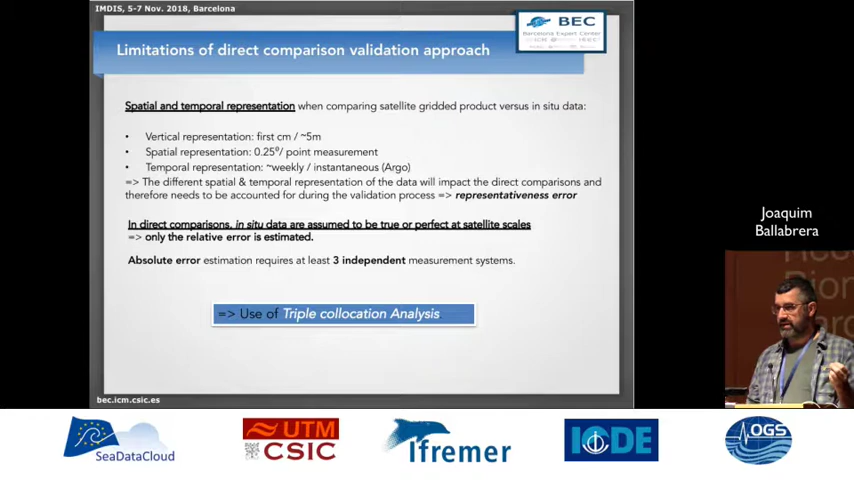 IMDIS, 5-7 Nov. 2018, Barcelona
BEC
Barcelona Expert Center
Limitations of direct comparison validation approach
Spatial and temporal representation when comparing satellite gridded product versus in situ data:
• Vertical representation: first cm / ~5m
• Spatial representation: 0.25º/ point measurement
• Temporal representation: ~weekly / instantaneous (Argo)
=> The different spatial & temporal representation of the data will impact the direct comparisons and
therefore needs to be accounted for during the validation process => representativeness error
In direct comparisons, in situ data are assumed to be true or perfect at satellite scales
=> only the relative error is estimated.
Absolute error estimation requires at least 3 independent measurement systems.
=> Use of Triple collocation Analysis
bec.icm.csic.es
Joaquim
Ballabrera
SeaDataCloud
UTM
CSIC
Ifremer
IODE
OGS